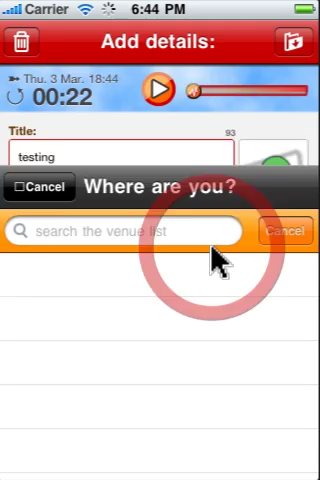 Carrier 6:44 PM
Add details:
Thu. 3 Mar. 18:44
00:22
Title:
93
testing
Cancel
Where are you?
search the venue list
Cancel